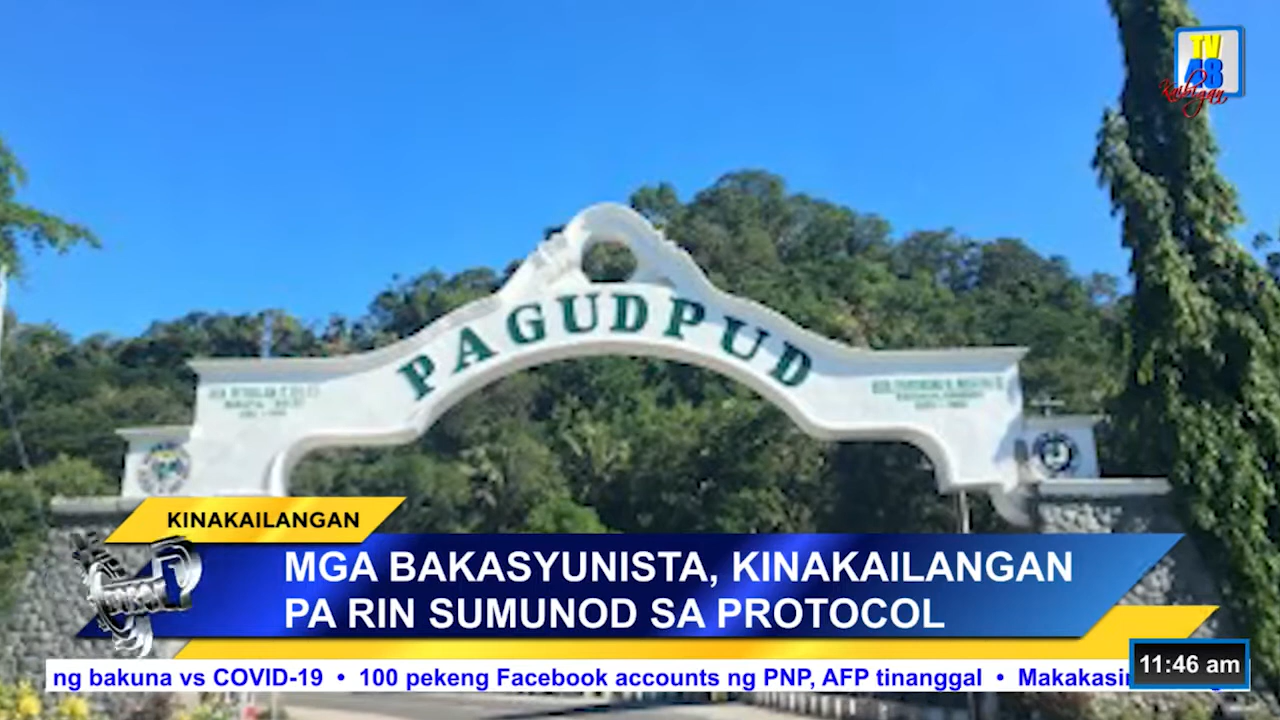 TV
48
Kaibigan
PAGUDPUD
KINAKAILANGAN
MGA BAKASYUNISTA, KINAKAILANGAN
PA RIN SUMUNOD SA PROTOCOL
ng bakuna vs COVID-19 • 100 pekeng Facebook accounts ng PNP, AFP tinanggal •
11:46 am